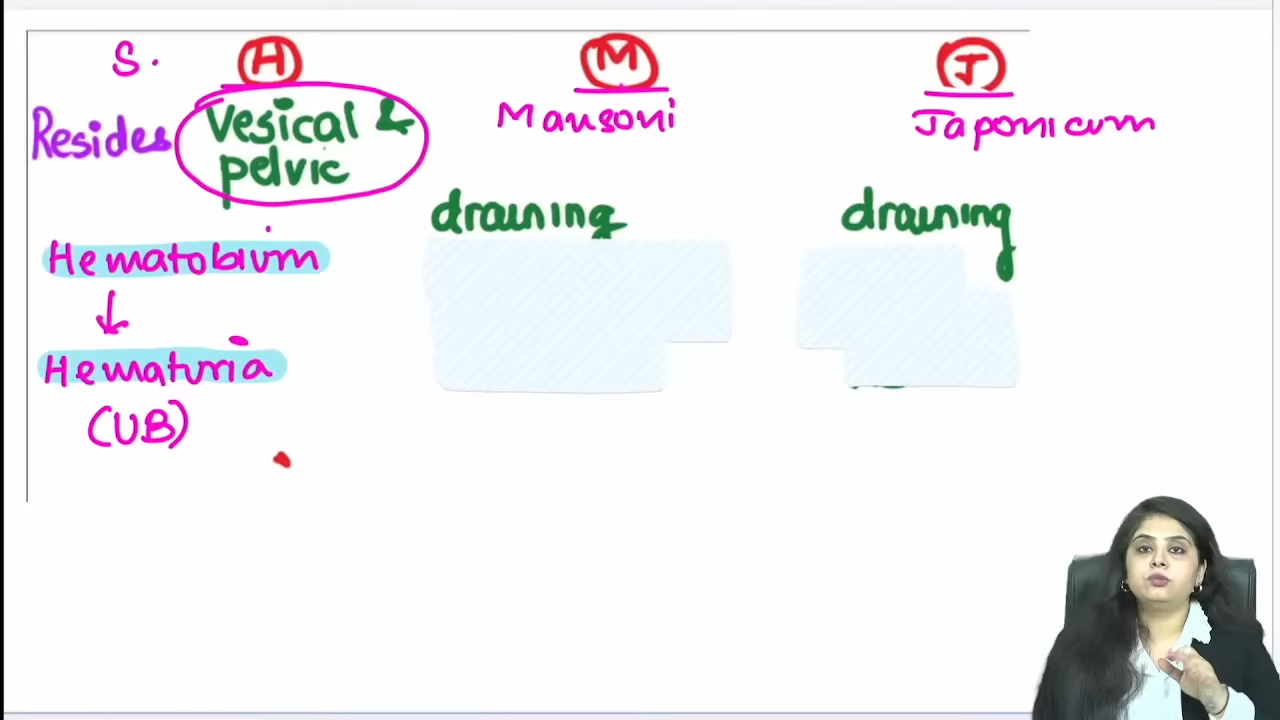 S. H M J
Resides Vesical & Mansoni Japonicum
pelvic
draining draining
Hematobium
↓
Hematuria
(UB)